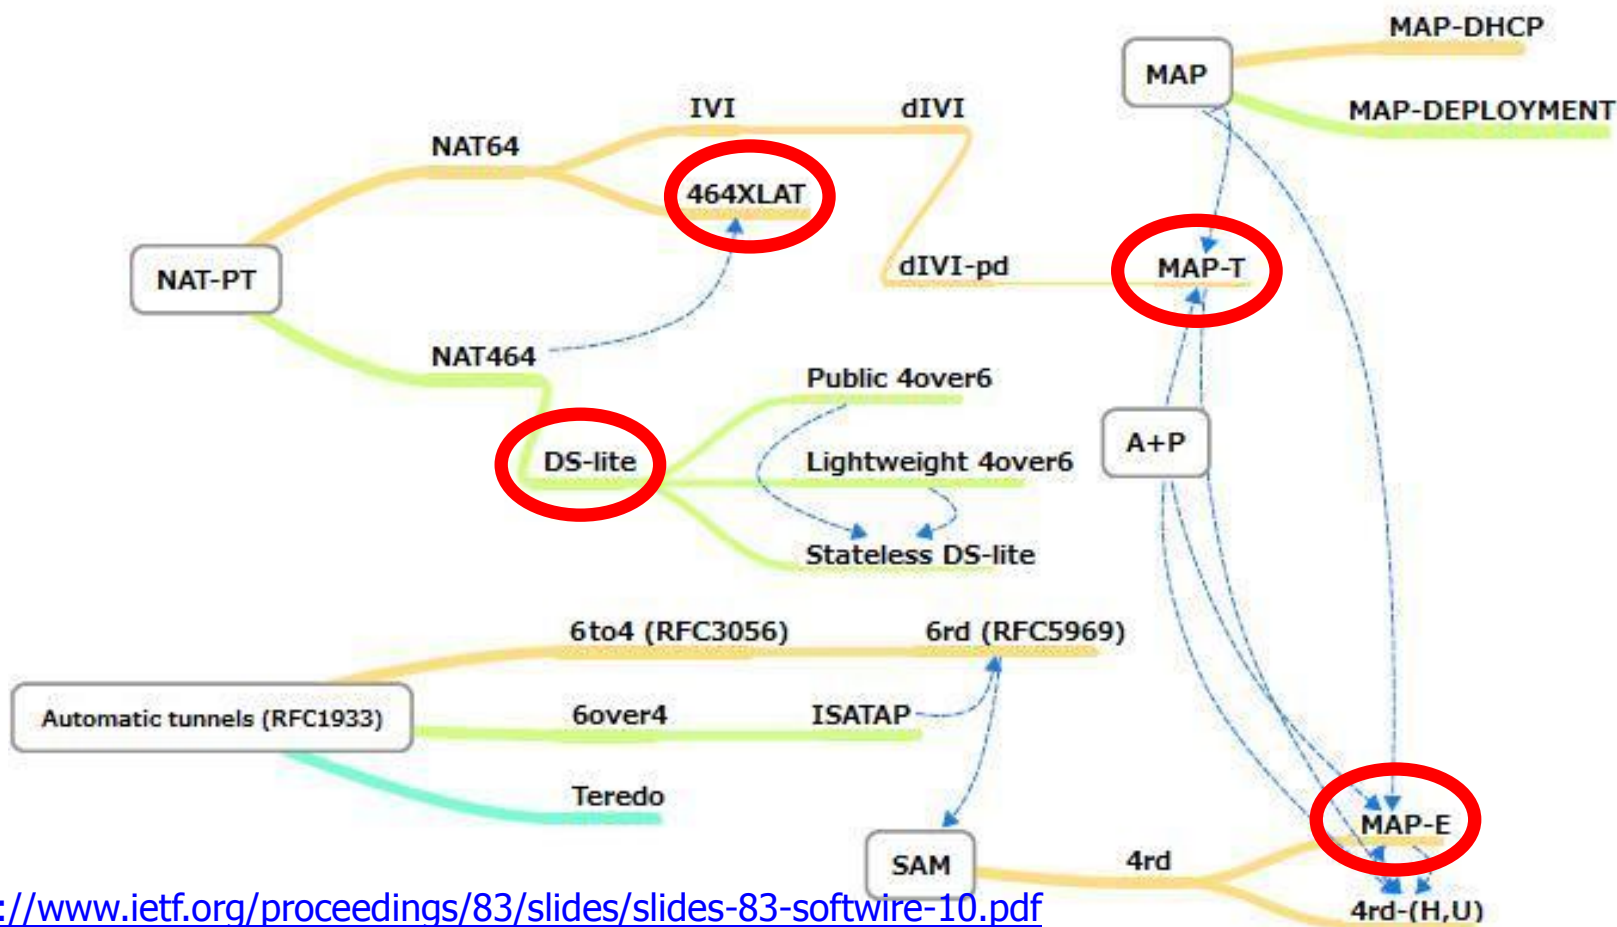 MAP-DHCP
MAP
MAP-DEPLOYMENT
IVI
dIVI
NAT64
464XLAT
NAT-PT
dIVI-pd
MAP-T
NAT464
Public 4over6
A+P
DS-lite
Lightweight 4over6
Stateless DS-lite
6to4 (RFC3056)
6rd (RFC5969)
Automatic tunnels (RFC1933)
6over4
ISATAP
Teredo
MAP-E
SAM
4rd
4rd-(H,U)
://www.ietf.org/proceedings/83/slides/slides-83-softwire-10.pdf